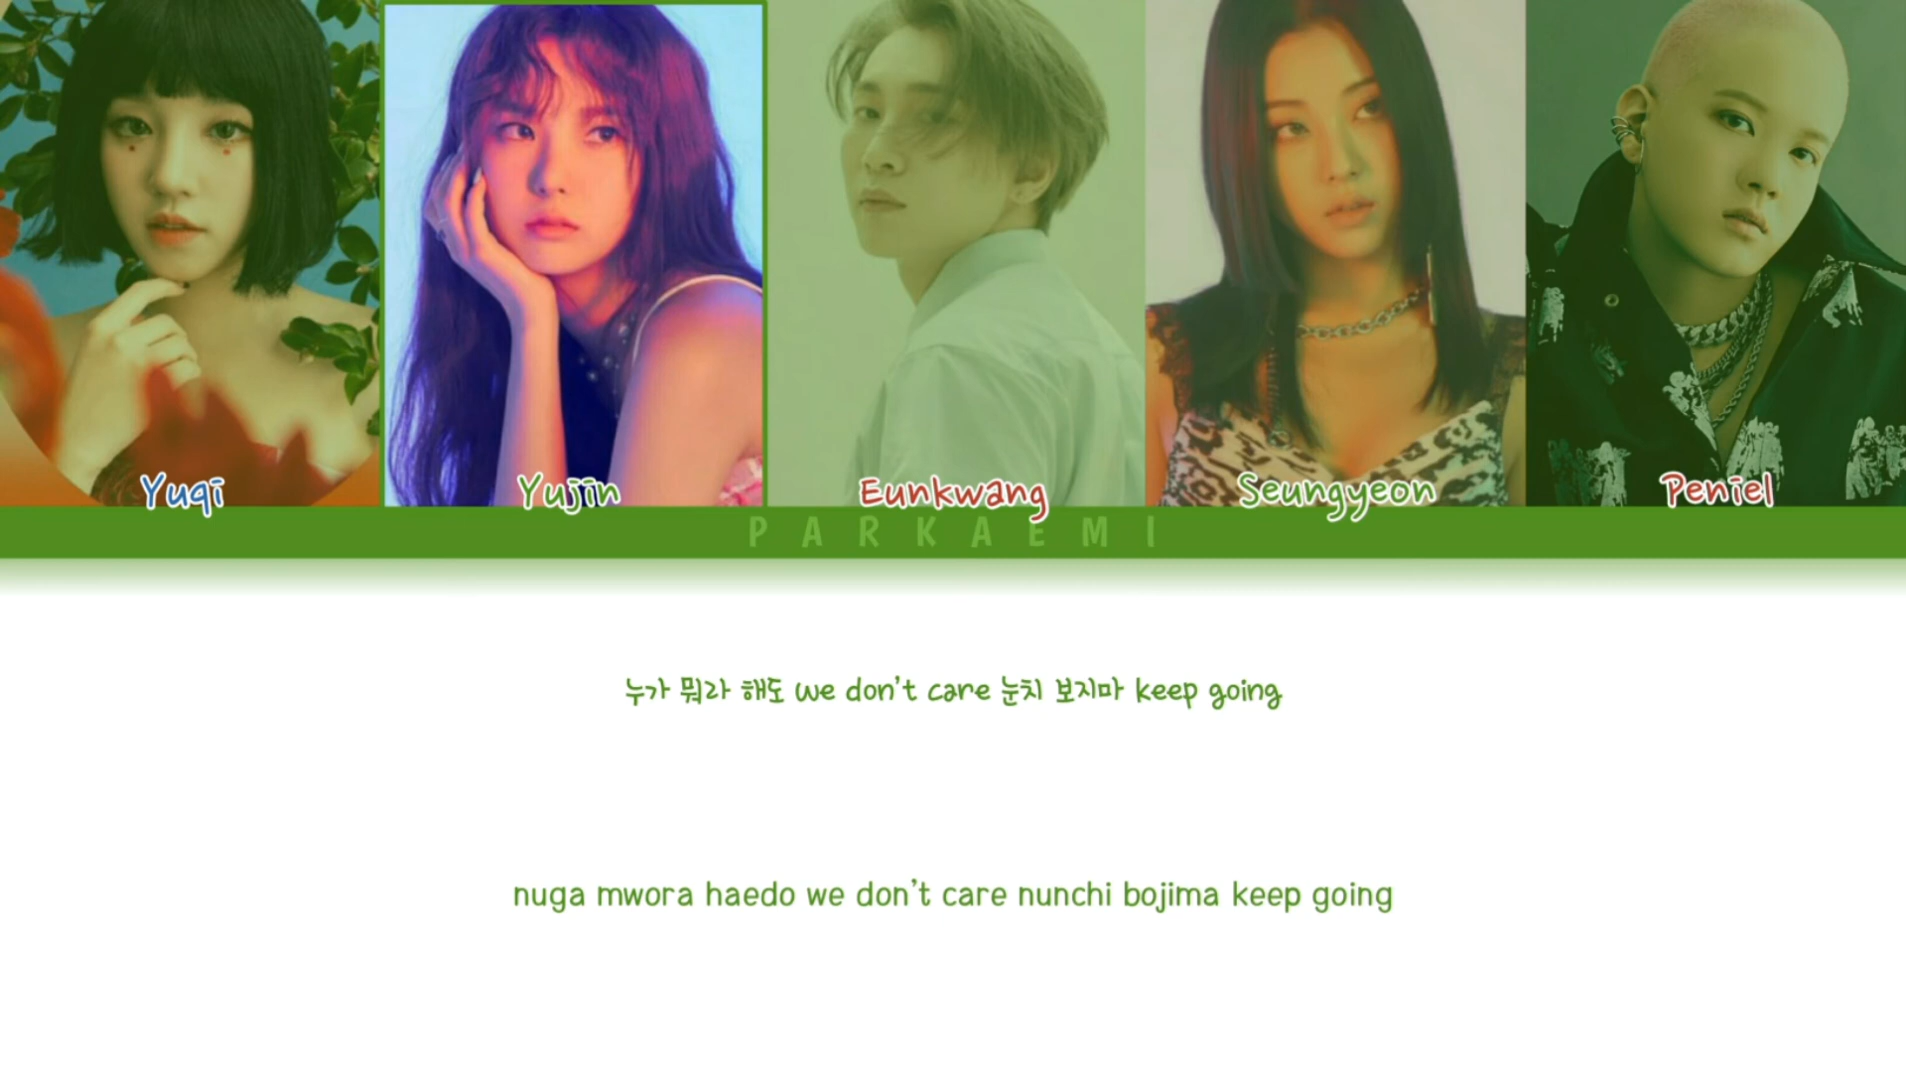 Yuqi
Yujin
Eunkwang
Seungyeon
Peniel
PARKAEMI
누가 뭐라 해도 we don't care 눈치 보지마 keep going
nuga mwora haedo we don't care nunchi bojima keep going